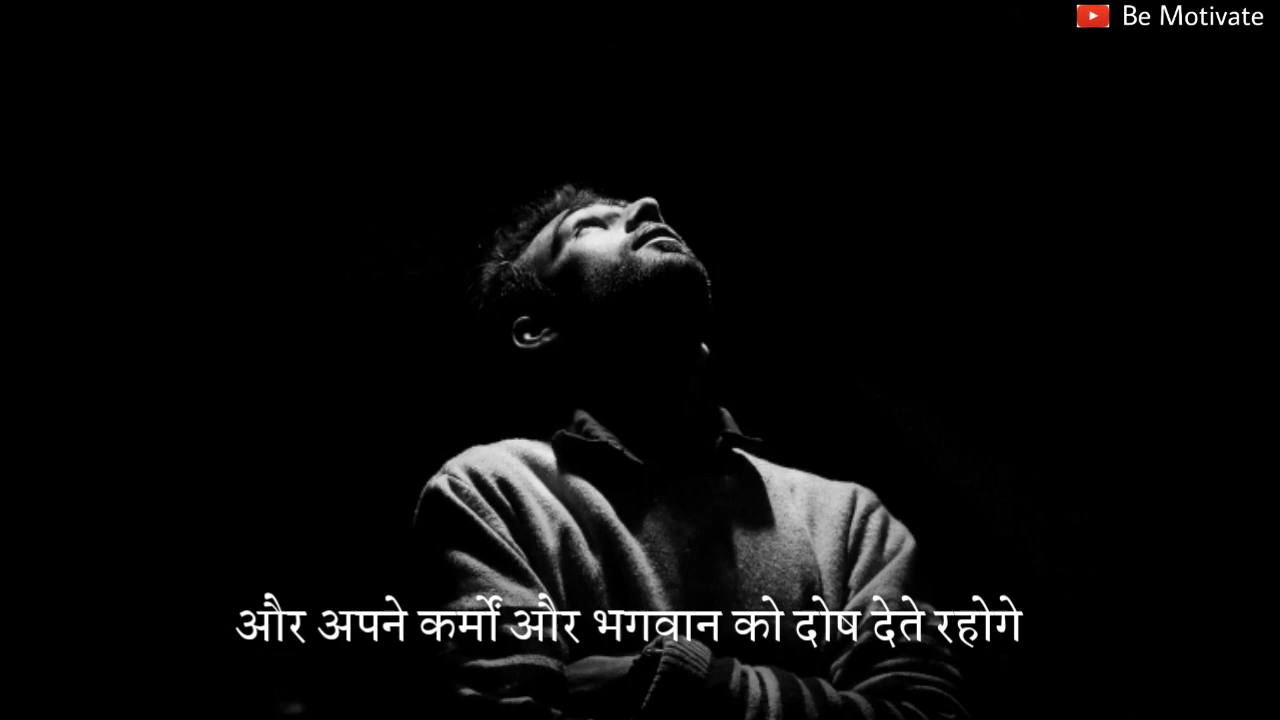 Be Motivate
और अपने कर्मों और भगवान को दोष देते रहोगे